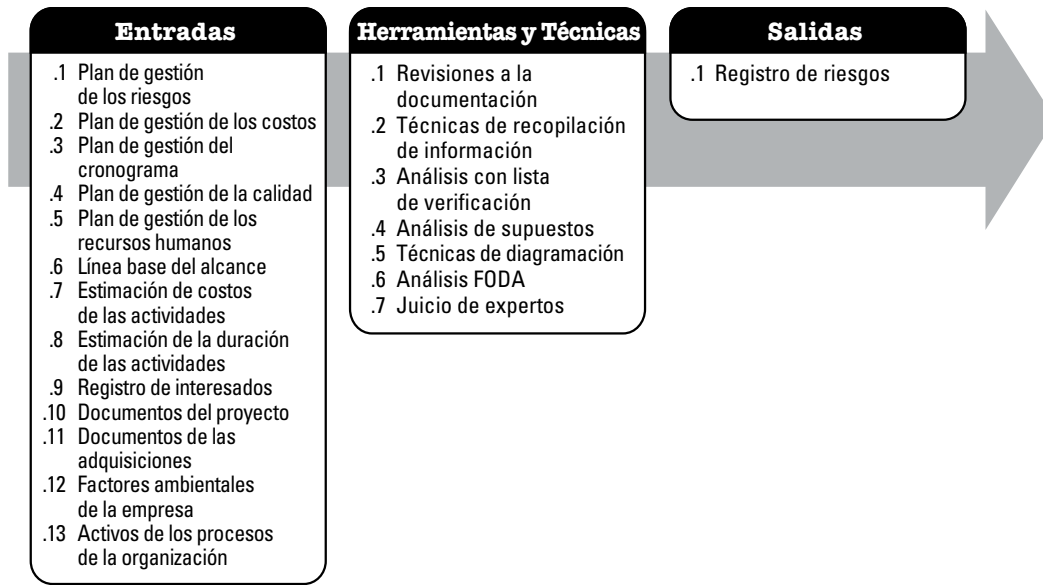 Entradas
.1 Plan de gestión
de los riesgos
.2 Plan de gestión de los costos
.3 Plan de gestión del
cronograma
.4 Plan de gestión de la calidad
.5 Plan de gestión de los
recursos humanos
.6 Línea base del alcance
.7 Estimación de costos
de las actividades
.8 Estimación de la duración
de las actividades
.9 Registro de interesados
.10 Documentos del proyecto
.11 Documentos de las
adquisiciones
.12 Factores ambientales
de la empresa
.13 Activos de los procesos
de la organización
Herramientas y Técnicas
.1 Revisiones a la
documentación
.2 Técnicas de recopilación
de información
.3 Análisis con lista
de verificación
.4 Análisis de supuestos
.5 Técnicas de diagramación
.6 Análisis FODA
.7 Juicio de expertos
Salidas
.1 Registro de riesgos